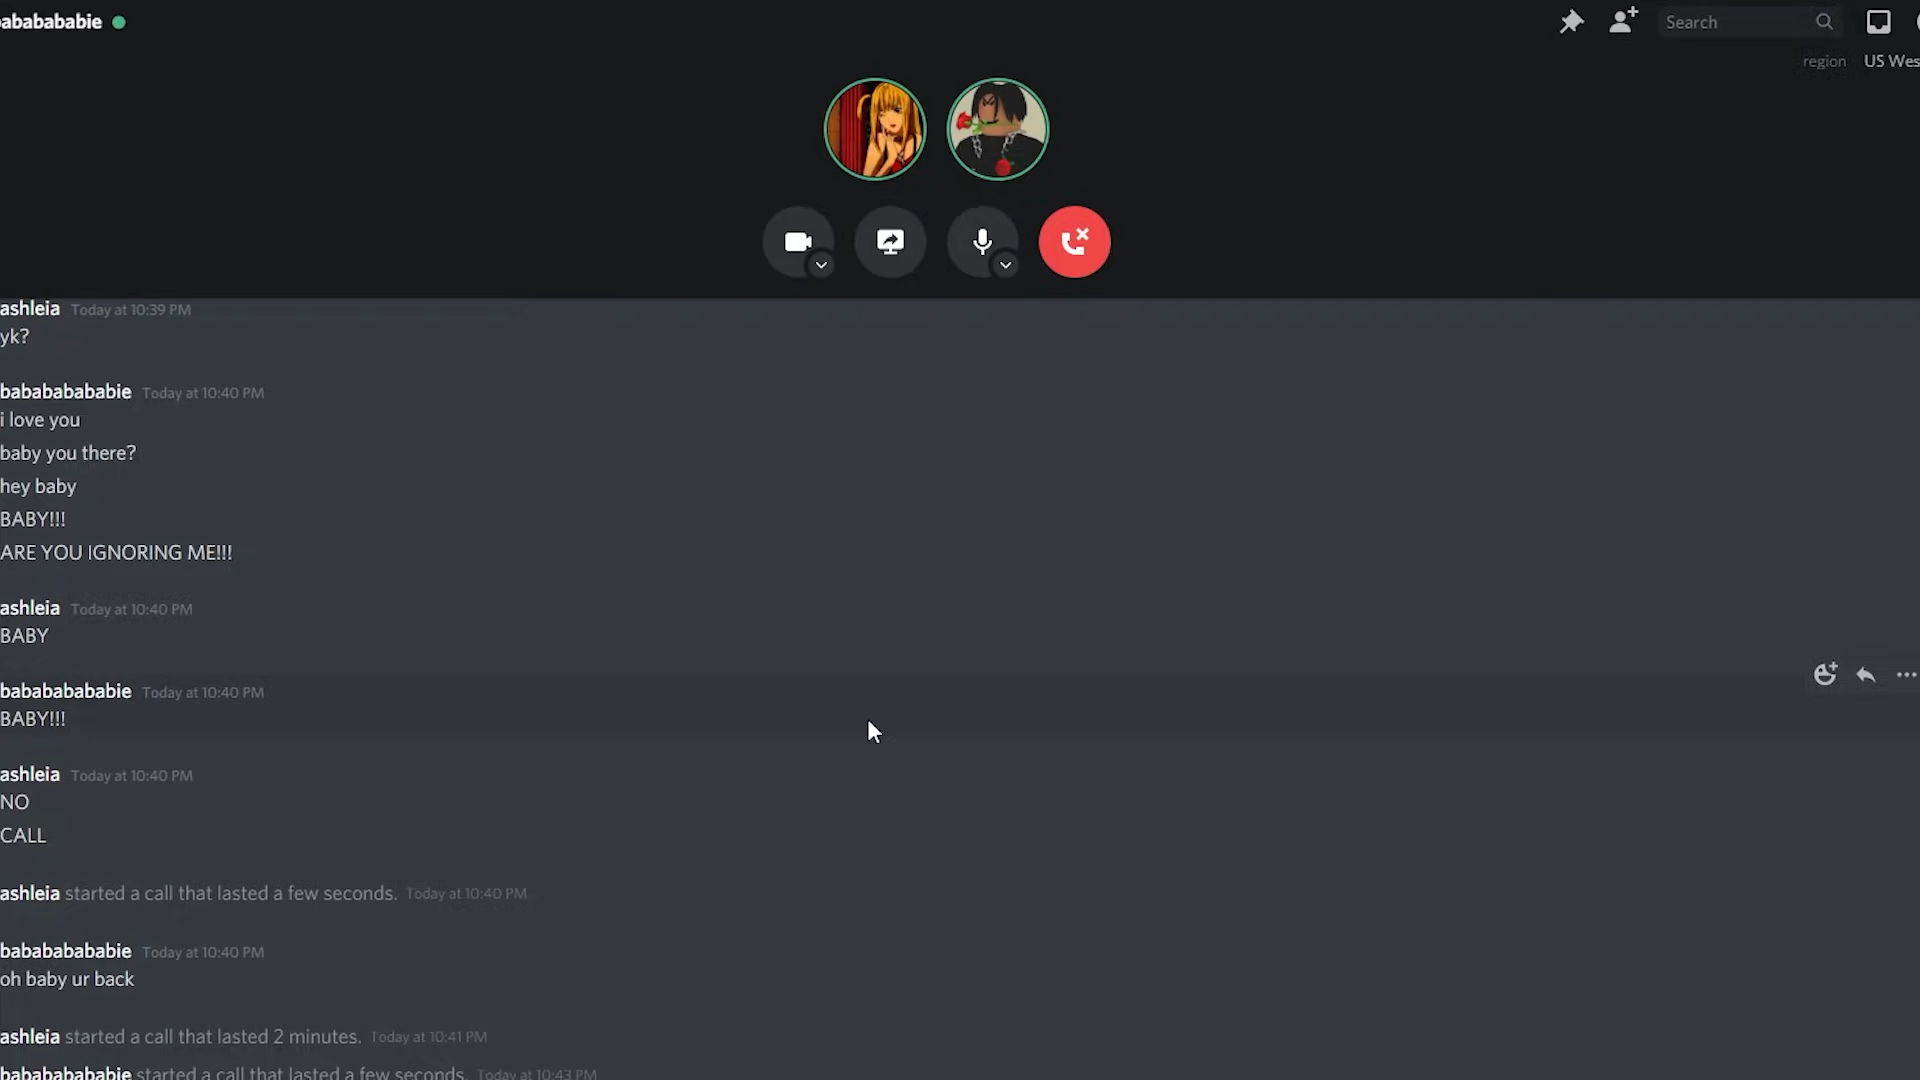 abababababie
Search
region US Wes
ashleia Today at 10:39 PM
yk?
babababababie Today at 10:40 PM
i love you
baby you there?
hey baby
BABY!!!
ARE YOU IGNORING ME!!!
ashleia Today at 10:40 PM
BABY
babababababie Today at 10:40 PM
BABY!!!
ashleia Today at 10:40 PM
NO
CALL
ashleia started a call that lasted a few seconds. Today at 10:40 PM
babababababie Today at 10:40 PM
oh baby ur back
ashleia started a call that lasted 2 minutes. Today at 10:41 PM
babababababie started a call that lasted a few seconds. Today at 10:43 PM